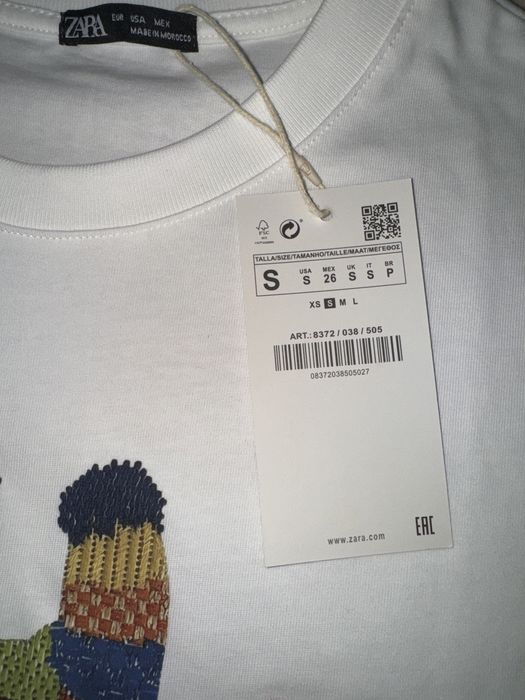 ZARA
EUR USA MEX
MADE IN MOROCCO
FSC
TALLA/SIZE/TAMANHO/TAILLE/MAAT/ΜΕΓΕΘΟΣ
S USA S MEX 26 UK S IT S BR P
XS S M L
ART.: 8372 / 038 / 505
08372038505027
www.zara.com
EAC